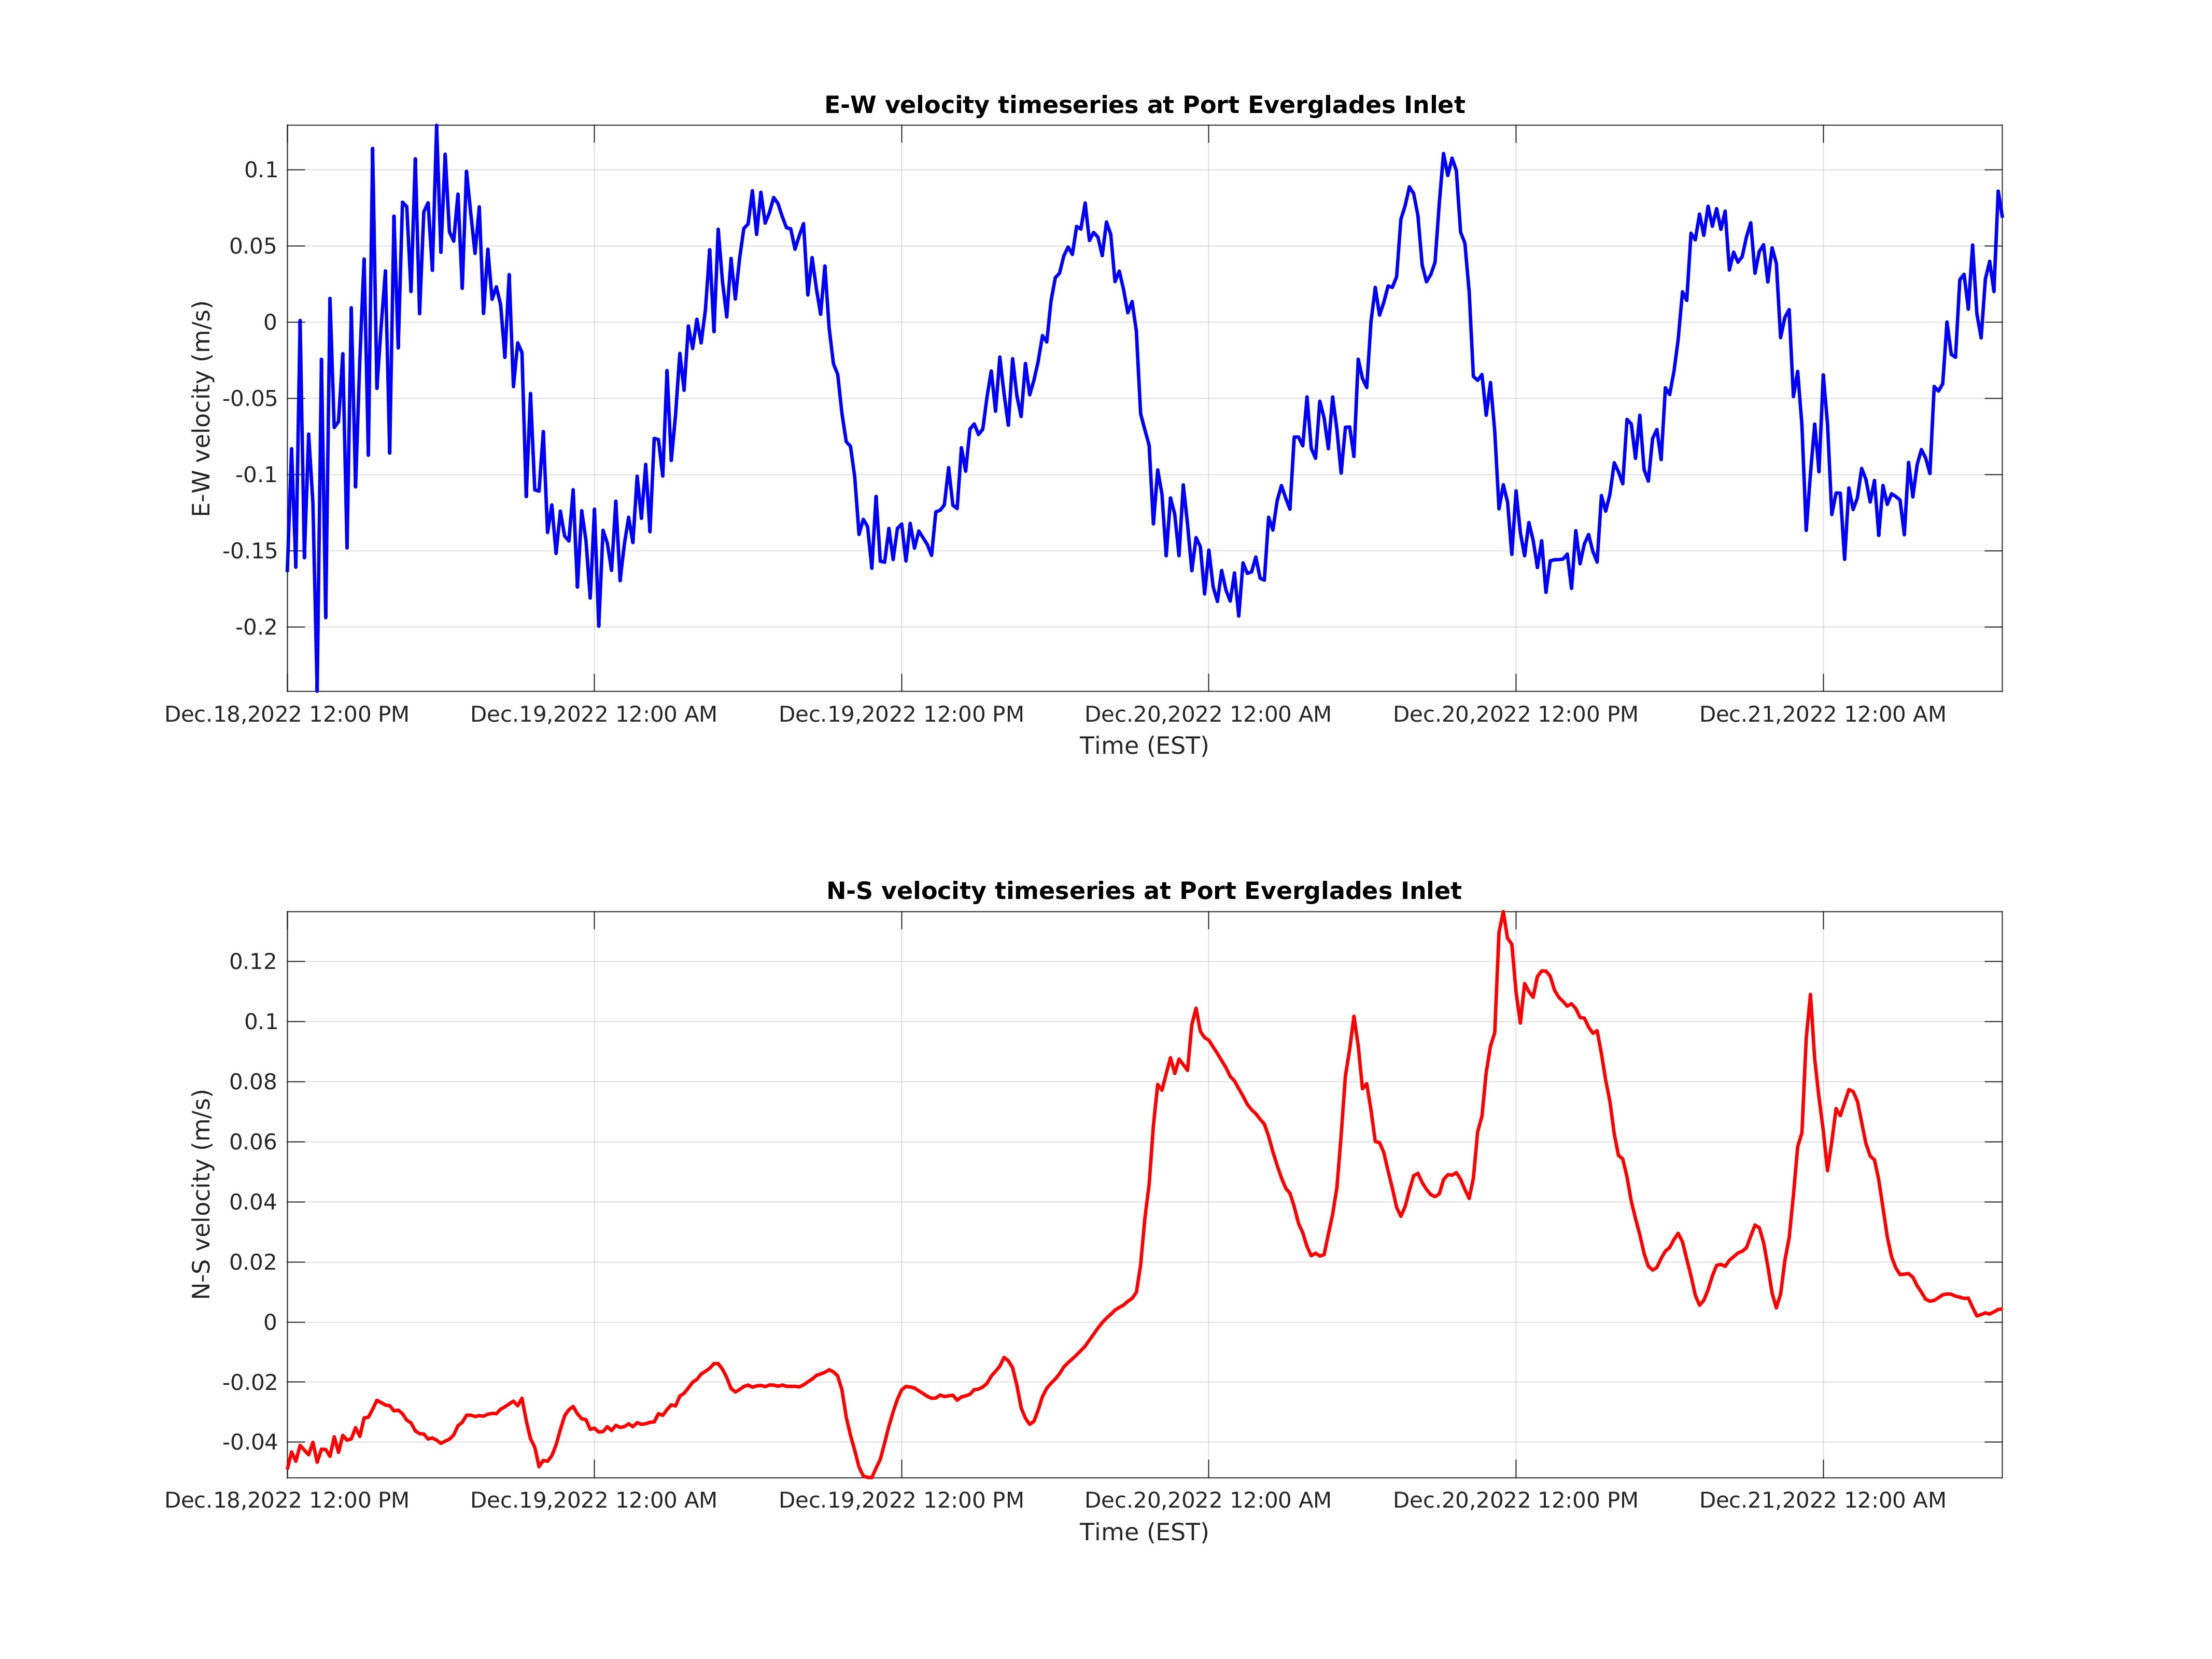 E-W velocity timeseries at Port Everglades Inlet
E-W velocity (m/s)
0.1
0.05
0
-0.05
-0.1
-0.15
-0.2
Dec.18,2022 12:00 PM Dec.19,2022 12:00 AM Dec.19,2022 12:00 PM Dec.20,2022 12:00 AM Dec.20,2022 12:00 PM Dec.21,2022 12:00 AM
Time (EST)
N-S velocity timeseries at Port Everglades Inlet
N-S velocity (m/s)
0.12
0.1
0.08
0.06
0.04
0.02
0
-0.02
-0.04
Dec.18,2022 12:00 PM Dec.19,2022 12:00 AM Dec.19,2022 12:00 PM Dec.20,2022 12:00 AM Dec.20,2022 12:00 PM Dec.21,2022 12:00 AM
Time (EST)